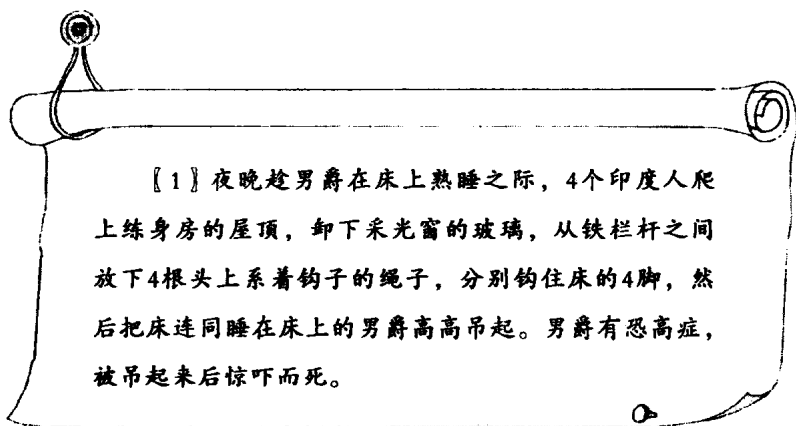 〖1〗夜晚趁男爵在床上熟睡之际，4个印度人爬
上练身房的屋顶，卸下采光窗的玻璃，从铁栏杆之间
放下4根头上系着钩子的绳子，分别钩住床的4脚，然
后把床连同睡在床上的男爵高高吊起。男爵有恐高症，
被吊起来后惊吓而死。